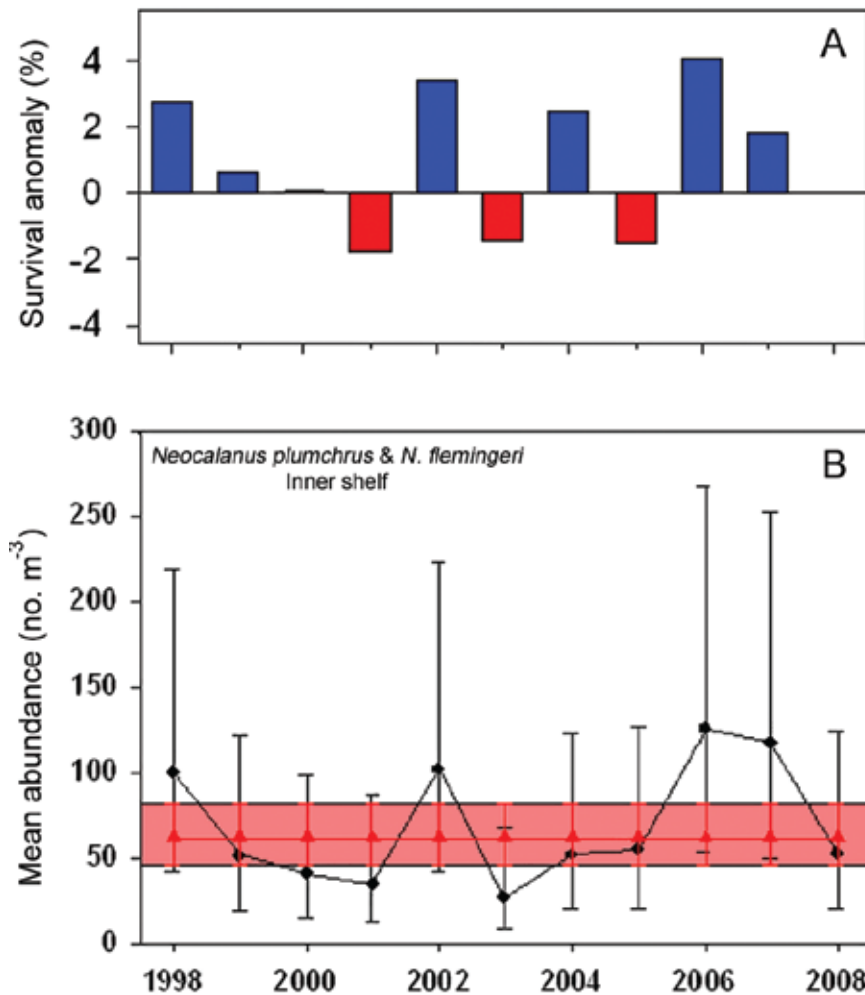 A
Survival anomaly (%)
4
2
0
-2
-4
B
Neocalanus plumchrus & N. flemingeri
Inner shelf
Mean abundance (no. m⁻³)
300
250
200
150
100
50
0
1998 2000 2002 2004 2006 2008